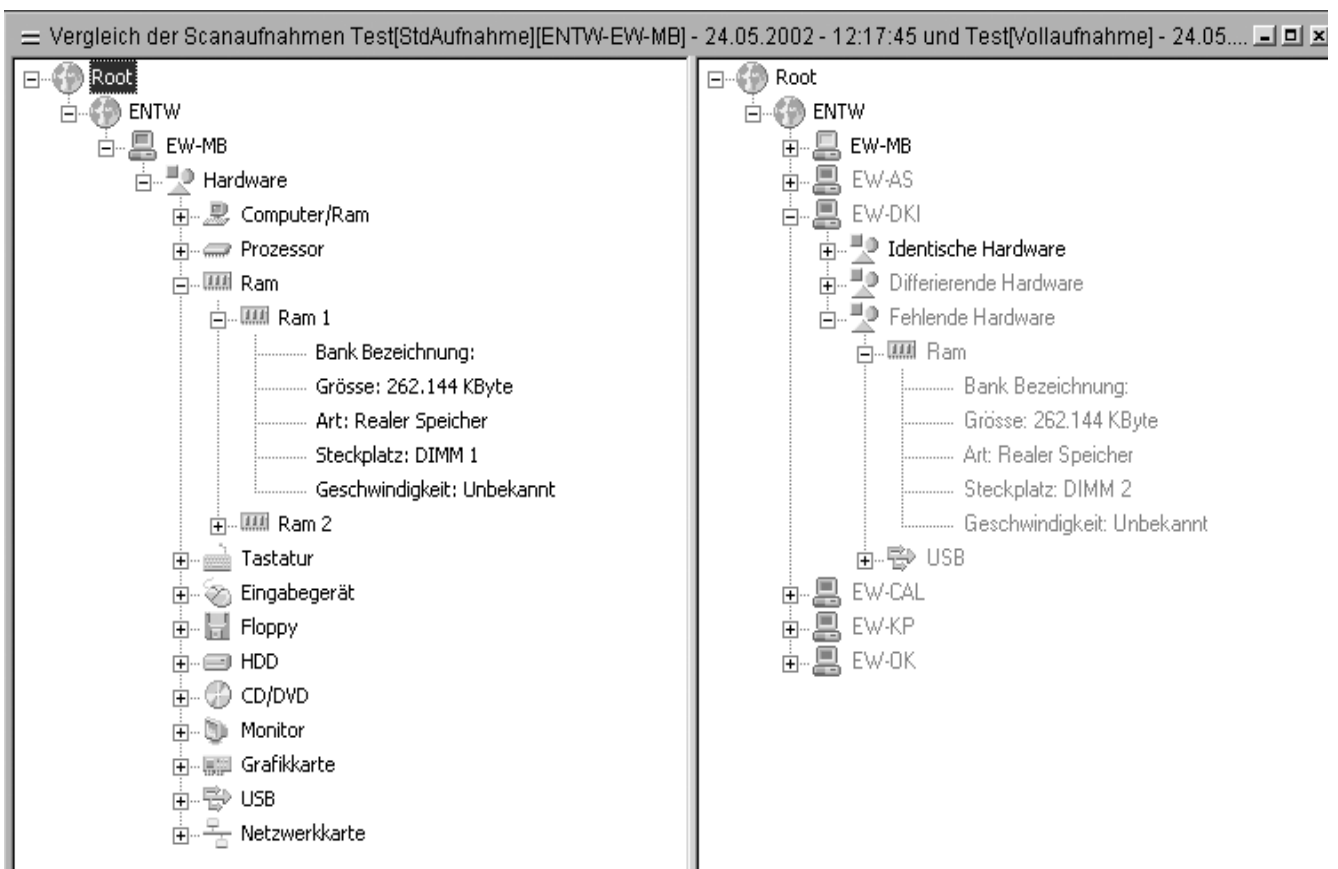 Vergleich der Scanaufnahmen Test[StdAufnahme][ENTW-EW-MB] - 24.05.2002 - 12:17:45 und Test[Vollaufnahme] - 24.05....
Root
ENTW
EW-MB
Hardware
Computer/Ram
Prozessor
Ram
Ram 1
Bank Bezeichnung:
Grösse: 262.144 KByte
Art: Realer Speicher
Steckplatz: DIMM 1
Geschwindigkeit: Unbekannt
Ram 2
Tastatur
Eingabegerät
Floppy
HDD
CD/DVD
Monitor
Grafikkarte
USB
Netzwerkkarte
Root
ENTW
EW-MB
EW-AS
EW-DKI
Identische Hardware
Differierende Hardware
Fehlende Hardware
Ram
Bank Bezeichnung:
Grösse: 262.144 KByte
Art: Realer Speicher
Steckplatz: DIMM 2
Geschwindigkeit: Unbekannt
USB
EW-CAL
EW-KP
EW-OK